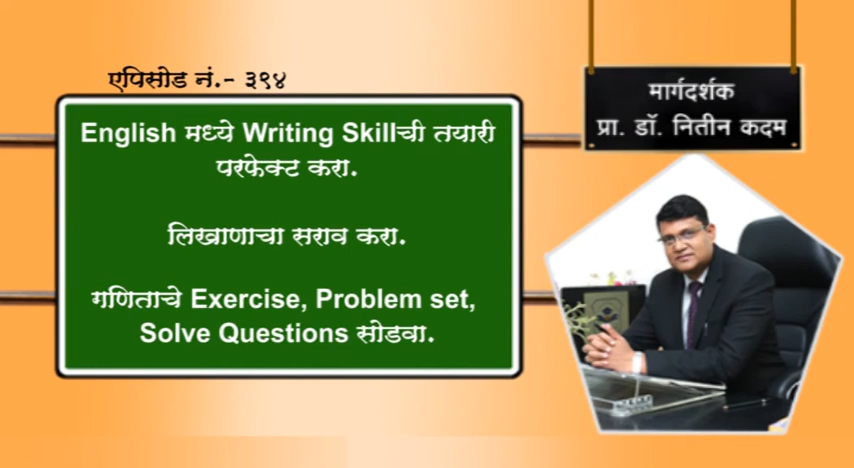 एपिसोड नं.- ३९४
मार्गदर्शक
प्रा. डॉ. नितीन कदम
English मध्ये Writing Skillची तयारी
परफेक्ट करा.
लिखाणाचा सराव करा.
गणिताचे Exercise, Problem set,
Solve Questions सोडवा.